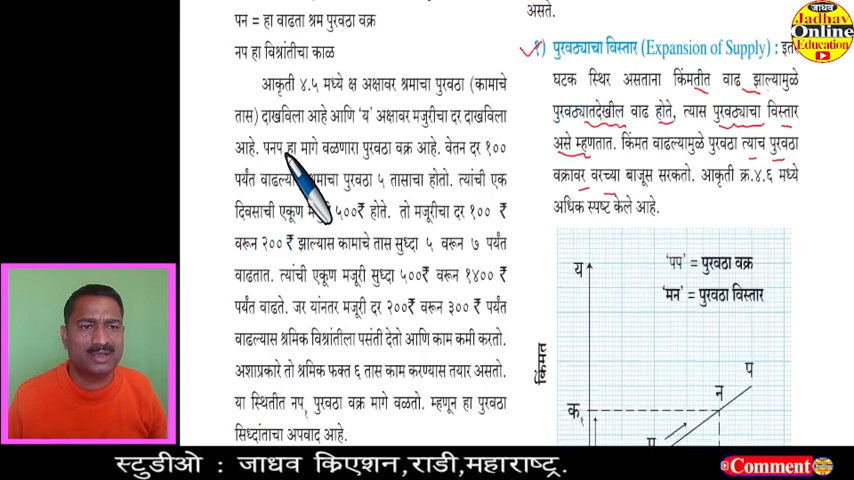 पन = हा वाढता श्रम पुरवठा वक्र
नप हा विश्रांतीचा काळ
आकृती ४.५ मध्ये क्ष अक्षावर श्रमाचा पुरवठा (कामाचे
तास) दाखविला आहे आणि ‘य’ अक्षावर मजुरीचा दर दाखविला
आहे. पनप हा मागे वळणारा पुरवठा वक्र आहे. वेतन दर १००
पर्यंत वाढल्यास श्रमाचा पुरवठा ५ तासाचा होतो. त्यांची एक
दिवसाची एकूण ५००₹ होते. तो मजूरीचा दर १०० ₹
वरून २०० ₹ झाल्यास कामाचे तास सुध्दा ५ वरून ७ पर्यंत
वाढतात. त्यांची एकूण मजूरी सुध्दा ५००₹ वरून १४०० ₹
पर्यंत वाढते. जर यांनतर मजूरी दर २००₹ वरून ३०० ₹ पर्यंत
वाढल्यास श्रमिक विश्रांतीला पसंती देतो आणि काम कमी करतो.
अशाप्रकारे तो श्रमिक फक्त ६ तास काम करण्यास तयार असतो.
या स्थितीत नप१ पुरवठा वक्र मागे वळतो. म्हणून हा पुरवठा
सिध्दांताचा अपवाद आहे.
असते.
१) पुरवठ्याचा विस्तार (Expansion of Supply) : इतर
घटक स्थिर असताना किंमतीत वाढ झाल्यामुळे
पुरवठ्यातदेखील वाढ होते, त्यास पुरवठ्याचा विस्तार
असे म्हणतात. किंमत वाढल्यामुळे पुरवठा त्याच पुरवठा
वक्रावर वरच्या बाजूस सरकतो. आकृती क्र.४.६ मध्ये
अधिक स्पष्ट केले आहे.
य
‘पप’ = पुरवठा वक्र
‘मन’ = पुरवठा विस्तार
किंमत
प
न
क१
म
जाधव
Jadhav
Online
Education
स्टुडीओ : जाधव क्रिएशन,राडी,महाराष्ट्र.
Comment